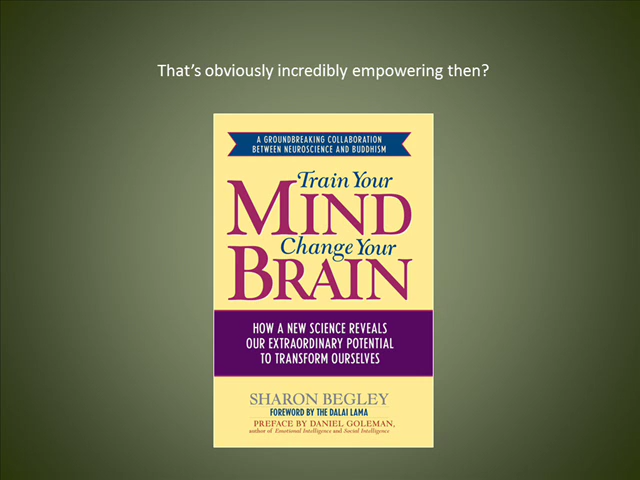 That’s obviously incredibly empowering then?
A GROUNDBREAKING COLLABORATION
BETWEEN NEUROSCIENCE AND BUDDHISM
Train Your
MIND
Change Your
BRAIN
HOW A NEW SCIENCE REVEALS
OUR EXTRAORDINARY POTENTIAL
TO TRANSFORM OURSELVES
SHARON BEGLEY
FOREWORD BY THE DALAI LAMA
PREFACE BY DANIEL GOLEMAN,
author of Emotional Intelligence and Social Intelligence